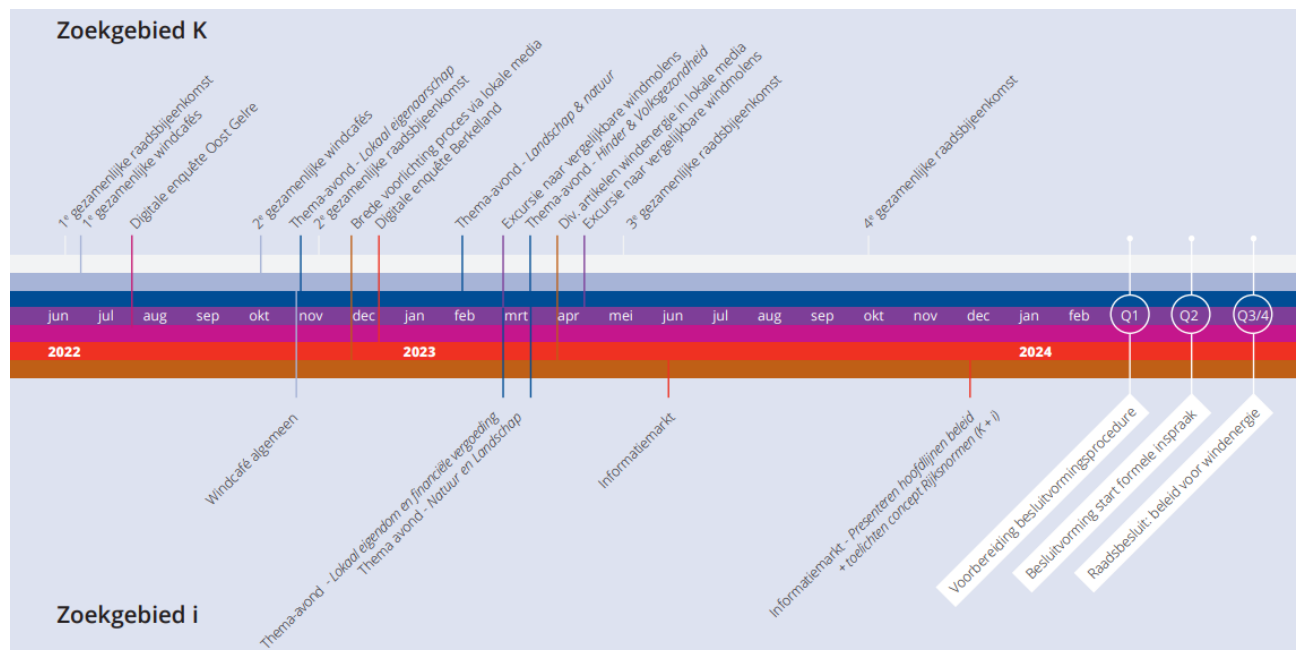 Zoekgebied K
1e gezamenlijke raadsbijeenkomst
1e gezamenlijke windcafés
Digitale enquête Oost Gelre
2e gezamenlijke windcafés
Thema-avond - Lokaal eigenaarschap
2e gezamenlijke raadsbijeenkomst
Brede voorlichting proces via lokale media
Digitale enquête Berkelland
Thema-avond - Landschap & natuur
Excursie naar vergelijkbare windmolens
Thema-avond - Hinder & Volksgezondheid
Div. artikelen windenergie in lokale media
Excursie naar vergelijkbare windmolens
3e gezamenlijke raadsbijeenkomst
4e gezamenlijke raadsbijeenkomst
jun jul aug sep okt nov dec jan feb mrt apr mei jun jul aug sep okt nov dec jan feb Q1 Q2 Q3/4
2022 2023 2024
Windcafé algemeen
Thema-avond - Lokaal eigendom en financiële vergoeding
Thema avond - Natuur en Landschap
Informatiemarkt
Informatiemarkt - Presenteren hoofdlijnen beleid
+ toelichten concept Rijksnormen (K + i)
Voorbereiding besluitvormingsprocedure
Besluitvorming start formele inspraak
Raadsbesluit: beleid voor windenergie
Zoekgebied i